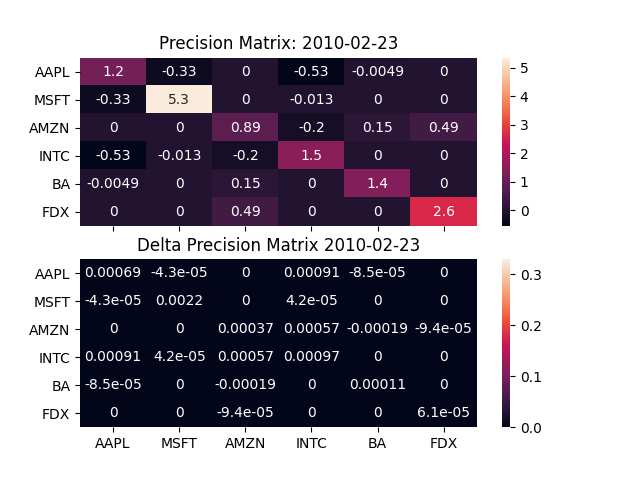 Precision Matrix: 2010-02-23
AAPL 1.2 -0.33 0 -0.53 -0.0049 0
MSFT -0.33 5.3 0 -0.013 0 0
AMZN 0 0 0.89 -0.2 0.15 0.49
INTC -0.53 -0.013 -0.2 1.5 0 0
BA -0.0049 0 0.15 0 1.4 0
FDX 0 0 0.49 0 0 2.6
5
4
3
2
1
0
Delta Precision Matrix 2010-02-23
AAPL 0.00069 -4.3e-05 0 0.00091 -8.5e-05 0
MSFT -4.3e-05 0.0022 0 4.2e-05 0 0
AMZN 0 0 0.00037 0.00057 -0.00019 -9.4e-05
INTC 0.00091 4.2e-05 0.00057 0.00097 0 0
BA -8.5e-05 0 -0.00019 0 0.00011 0
FDX 0 0 -9.4e-05 0 0 6.1e-05
AAPL MSFT AMZN INTC BA FDX
0.3
0.2
0.1
0.0